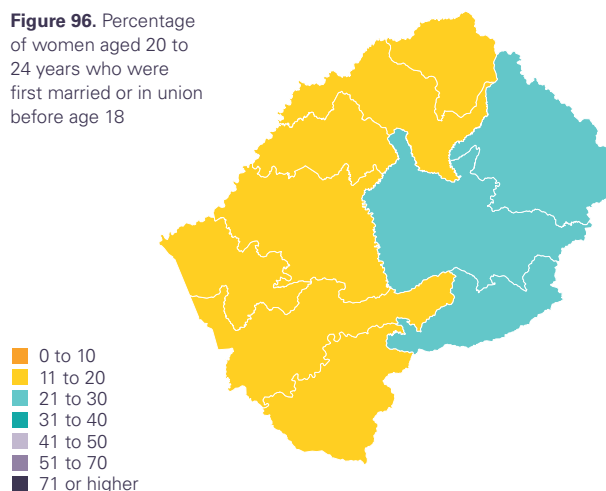 Figure 96. Percentage
of women aged 20 to
24 years who were
first married or in union
before age 18
0 to 10
11 to 20
21 to 30
31 to 40
41 to 50
51 to 70
71 or higher